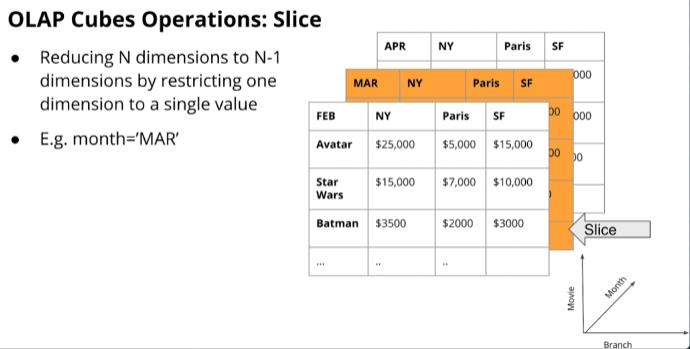 OLAP Cubes Operations: Slice
● Reducing N dimensions to N-1
dimensions by restricting one
dimension to a single value
● E.g. month='MAR'
APR NY Paris SF
000
MAR NY Paris SF
00 000
FEB NY Paris SF
Avatar $25,000 $5,000 $15,000
00 00
Star
Wars $15,000 $7,000 $10,000
Batman $3500 $2000 $3000
... .. ..
Slice
Movie
Month
Branch